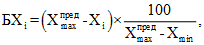 БХ_i = (X_max^пред - X_i) × 100 / (X_max^пред - X_min),